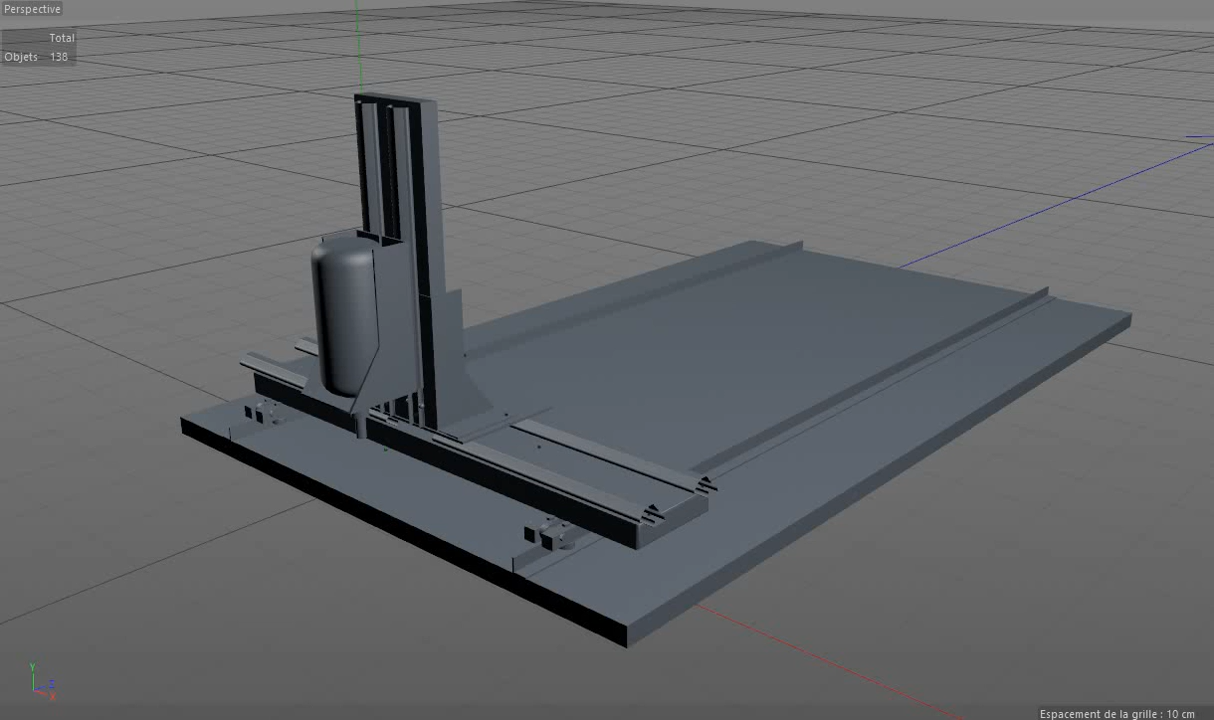 Perspective
Total
Objets 138
Y
Z
X
Espacement de la grille : 10 cm